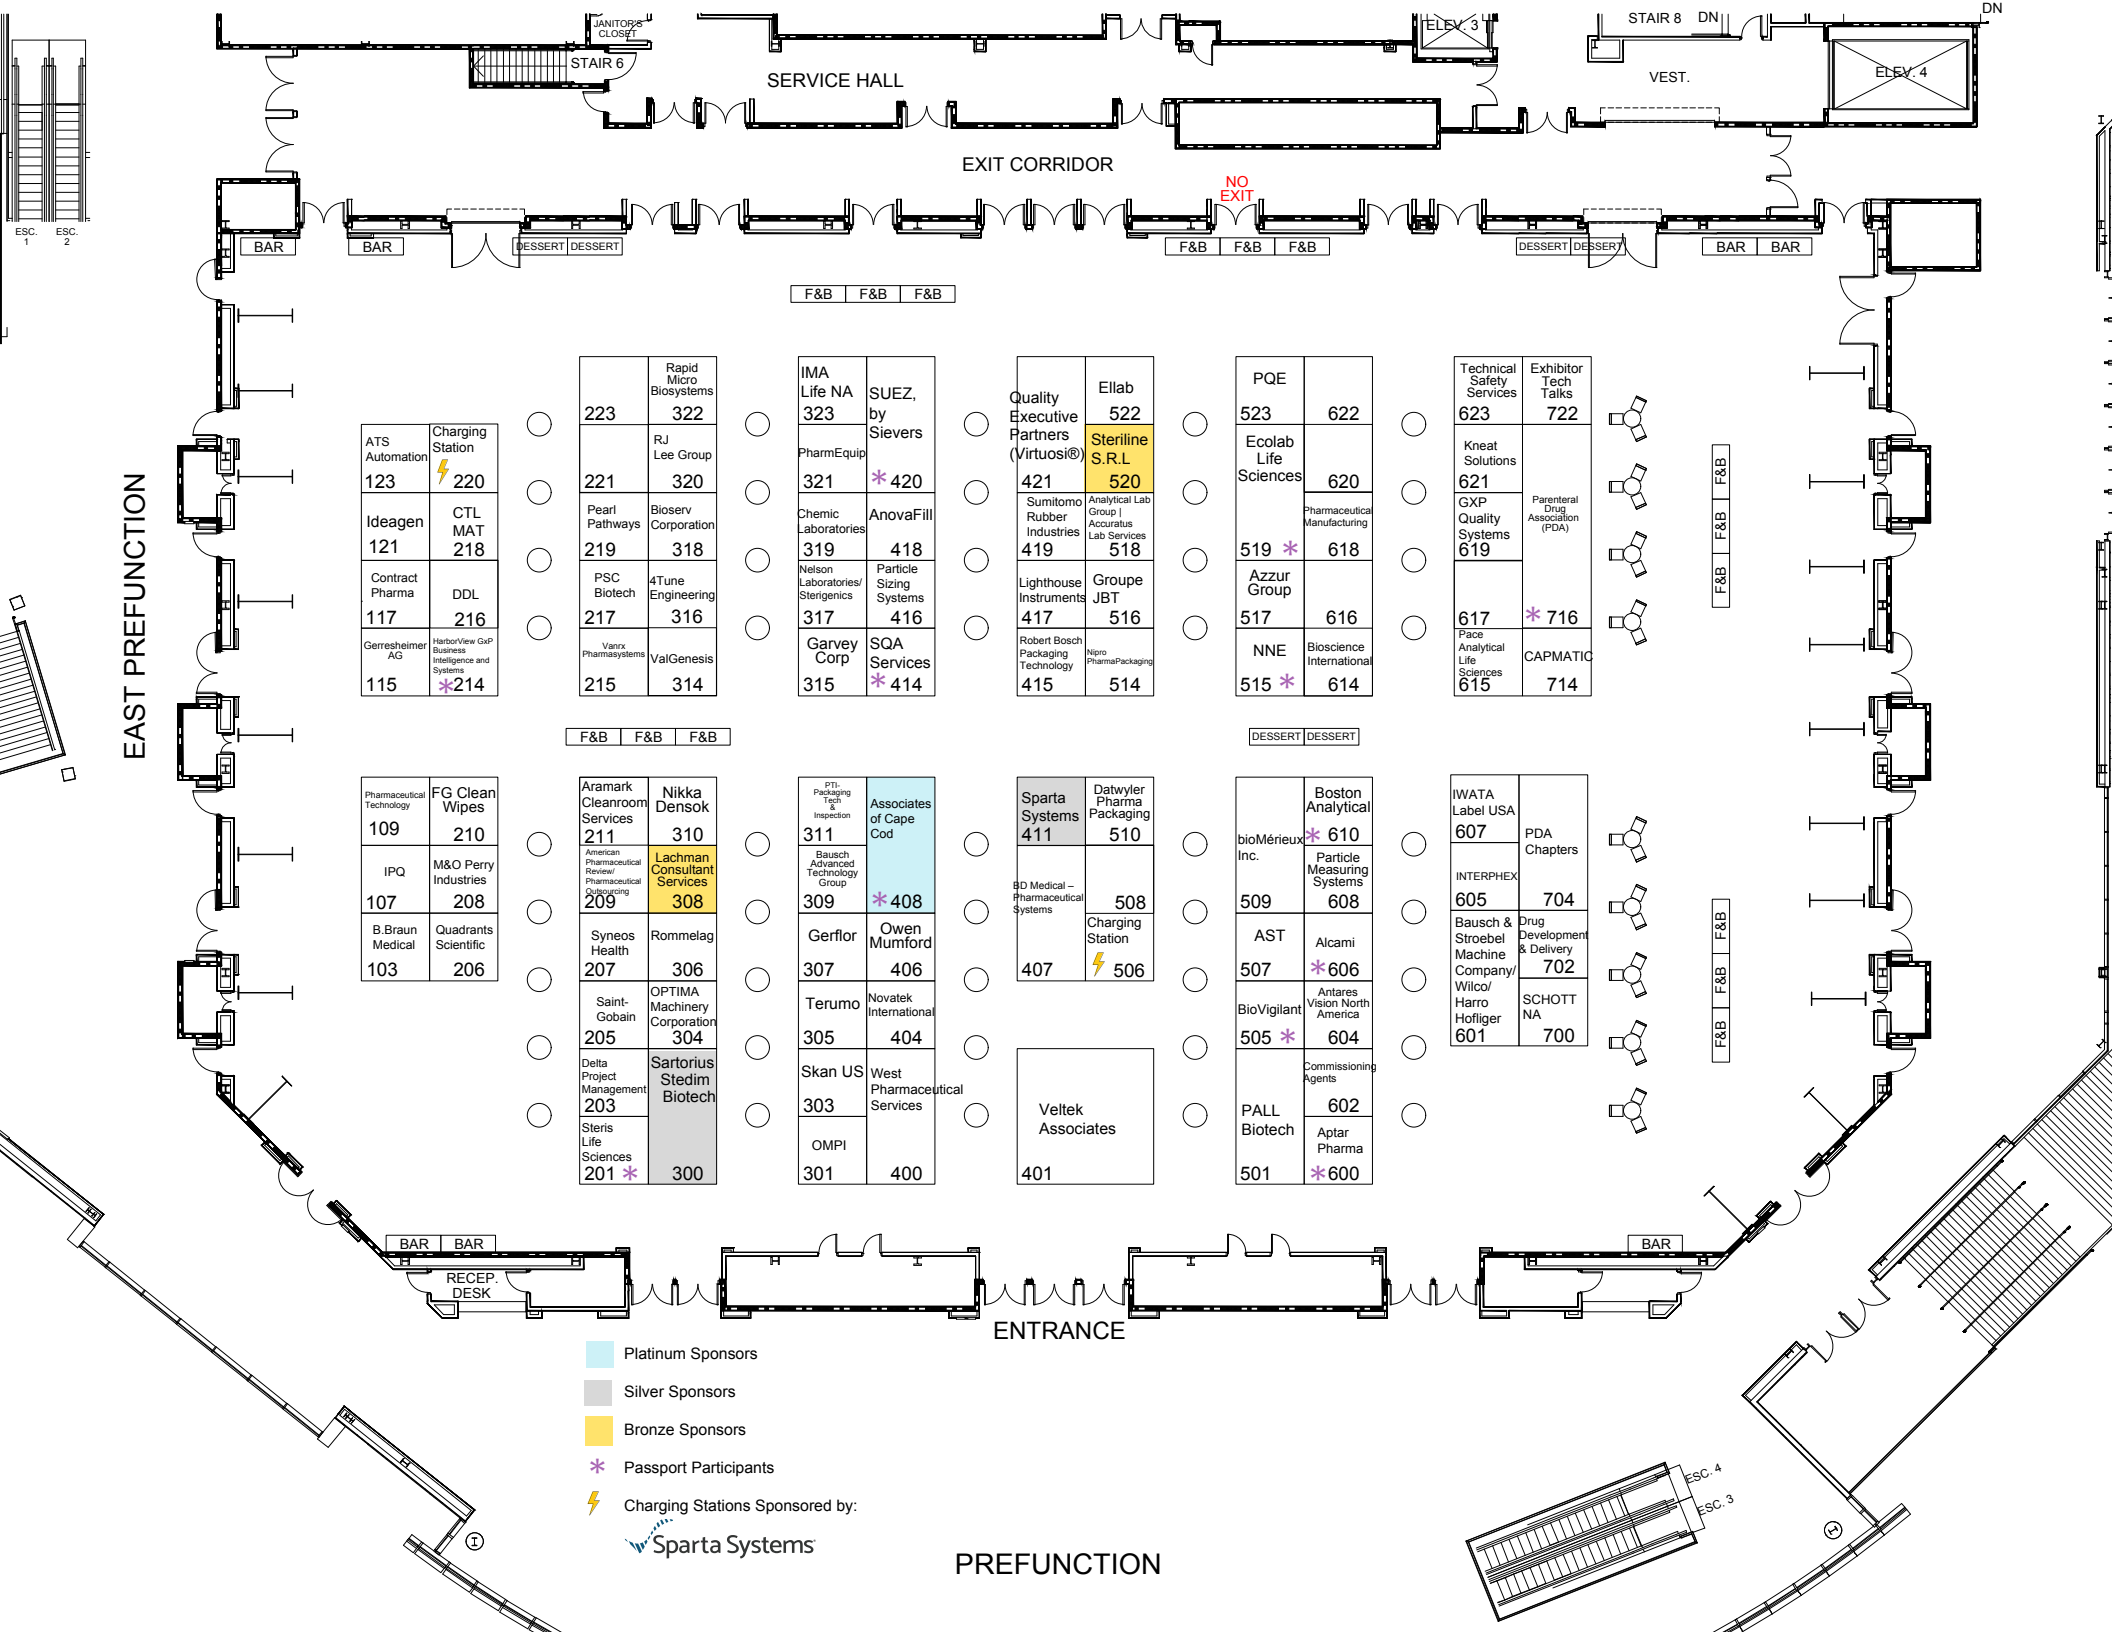 JANITOR'S
CLOSET
STAIR 6
ELEV. 3
STAIR 8
DN
DN
SERVICE HALL
VEST.
ELEV. 4
EXIT CORRIDOR
NO
EXIT
ESC.
1
ESC.
2
BAR
BAR
DESSERT
DESSERT
F&B
F&B
F&B
DESSERT
DESSERT
BAR
BAR
F&B
F&B
F&B
EAST PREFUNCTION
ATS
Automation
123
Charging
Station
220
Ideagen
121
CTL
MAT
218
Contract
Pharma
117
DDL
216
Gerresheimer
AG
115
HarborView GxP
Business
Intelligence and
Systems
*214
223
Rapid
Micro
Biosystems
322
221
RJ
Lee Group
320
Pearl
Pathways
219
Bioserv
Corporation
318
PSC
Biotech
217
4Tune
Engineering
316
Vanrx
Pharmasystems
215
ValGenesis
314
IMA
Life NA
323
SUEZ,
by
Sievers
* 420
PharmEquip
321
Chemic
Laboratories
319
AnovaFill
418
Nelson
Laboratories/
Sterigenics
317
Particle
Sizing
Systems
416
Garvey
Corp
315
SQA
Services
* 414
Quality
Executive
Partners
(Virtuosi®)
421
Ellab
522
Steriline
S.R.L
520
Sumitomo
Rubber
Industries
419
Analytical Lab
Group |
Accuratus
Lab Services
518
Lighthouse
Instruments
417
Groupe
JBT
516
Robert Bosch
Packaging
Technology
415
Nipro
PharmaPackaging
514
PQE
523
622
Ecolab
Life
Sciences
519 *
620
Pharmaceutical
Manufacturing
618
Azzur
Group
517
616
NNE
515 *
Bioscience
International
614
Technical
Safety
Services
623
Exhibitor
Tech
Talks
722
Kneat
Solutions
621
GXP
Quality
Systems
619
Parenteral
Drug
Association
(PDA)
* 716
617
Pace
Analytical
Life
Sciences
615
CAPMATIC
714
F&B
F&B
F&B
F&B
F&B
F&B
DESSERT
DESSERT
Pharmaceutical
Technology
109
FG Clean
Wipes
210
IPQ
107
M&O Perry
Industries
208
B.Braun
Medical
103
Quadrants
Scientific
206
Aramark
Cleanroom
Services
211
Nikka
Densok
310
American
Pharmaceutical
Review/
Pharmaceutical
Outsourcing
209
Lachman
Consultant
Services
308
Syneos
Health
207
Rommelag
306
Saint-
Gobain
205
OPTIMA
Machinery
Corporation
304
Delta
Project
Management
203
Sartorius
Stedim
Biotech
300
Steris
Life
Sciences
201 *
PTI-
Packaging
Tech
&
Inspection
311
Associates
of Cape
Cod
* 408
Bausch
Advanced
Technology
Group
309
Gerflor
307
Owen
Mumford
406
Terumo
305
Novatek
International
404
Skan US
303
West
Pharmaceutical
Services
400
OMPI
301
Sparta
Systems
411
Datwyler
Pharma
Packaging
510
BD Medical –
Pharmaceutical
Systems
407
508
Charging
Station
506
Veltek
Associates
401
bioMérieux
Inc.
509
Boston
Analytical
* 610
Particle
Measuring
Systems
608
AST
507
Alcami
* 606
BioVigilant
505 *
Antares
Vision North
America
604
PALL
Biotech
501
Commissioning
Agents
602
Aptar
Pharma
*600
IWATA
Label USA
607
PDA
Chapters
704
INTERPHEX
605
Bausch &
Stroebel
Machine
Company/
Wilco/
Harro
Hofliger
601
Drug
Development
& Delivery
702
SCHOTT
NA
700
F&B
F&B
F&B
BAR
BAR
RECEP.
DESK
BAR
ENTRANCE
Platinum Sponsors
Silver Sponsors
Bronze Sponsors
* Passport Participants
Charging Stations Sponsored by:
Sparta Systems
PREFUNCTION
ESC. 4
ESC. 3